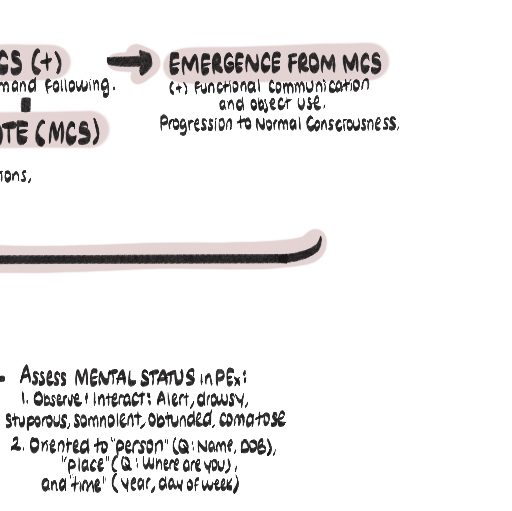 CS (+)
mand Following.
OTE (MCS)
ions,
EMERGENCE FROM MCS
(+) Functional communication
and object use.
Progression to Normal Consciousness.
- Assess MENTAL STATUS in PEx:
1. Observe! Interact: Alert, drowsy,
stuporous, somnolent, obtunded, comatose
2. Oriented to "person" (Q: Name, DOB),
"place" (Q: Where are you),
and "time" (year, day of week)